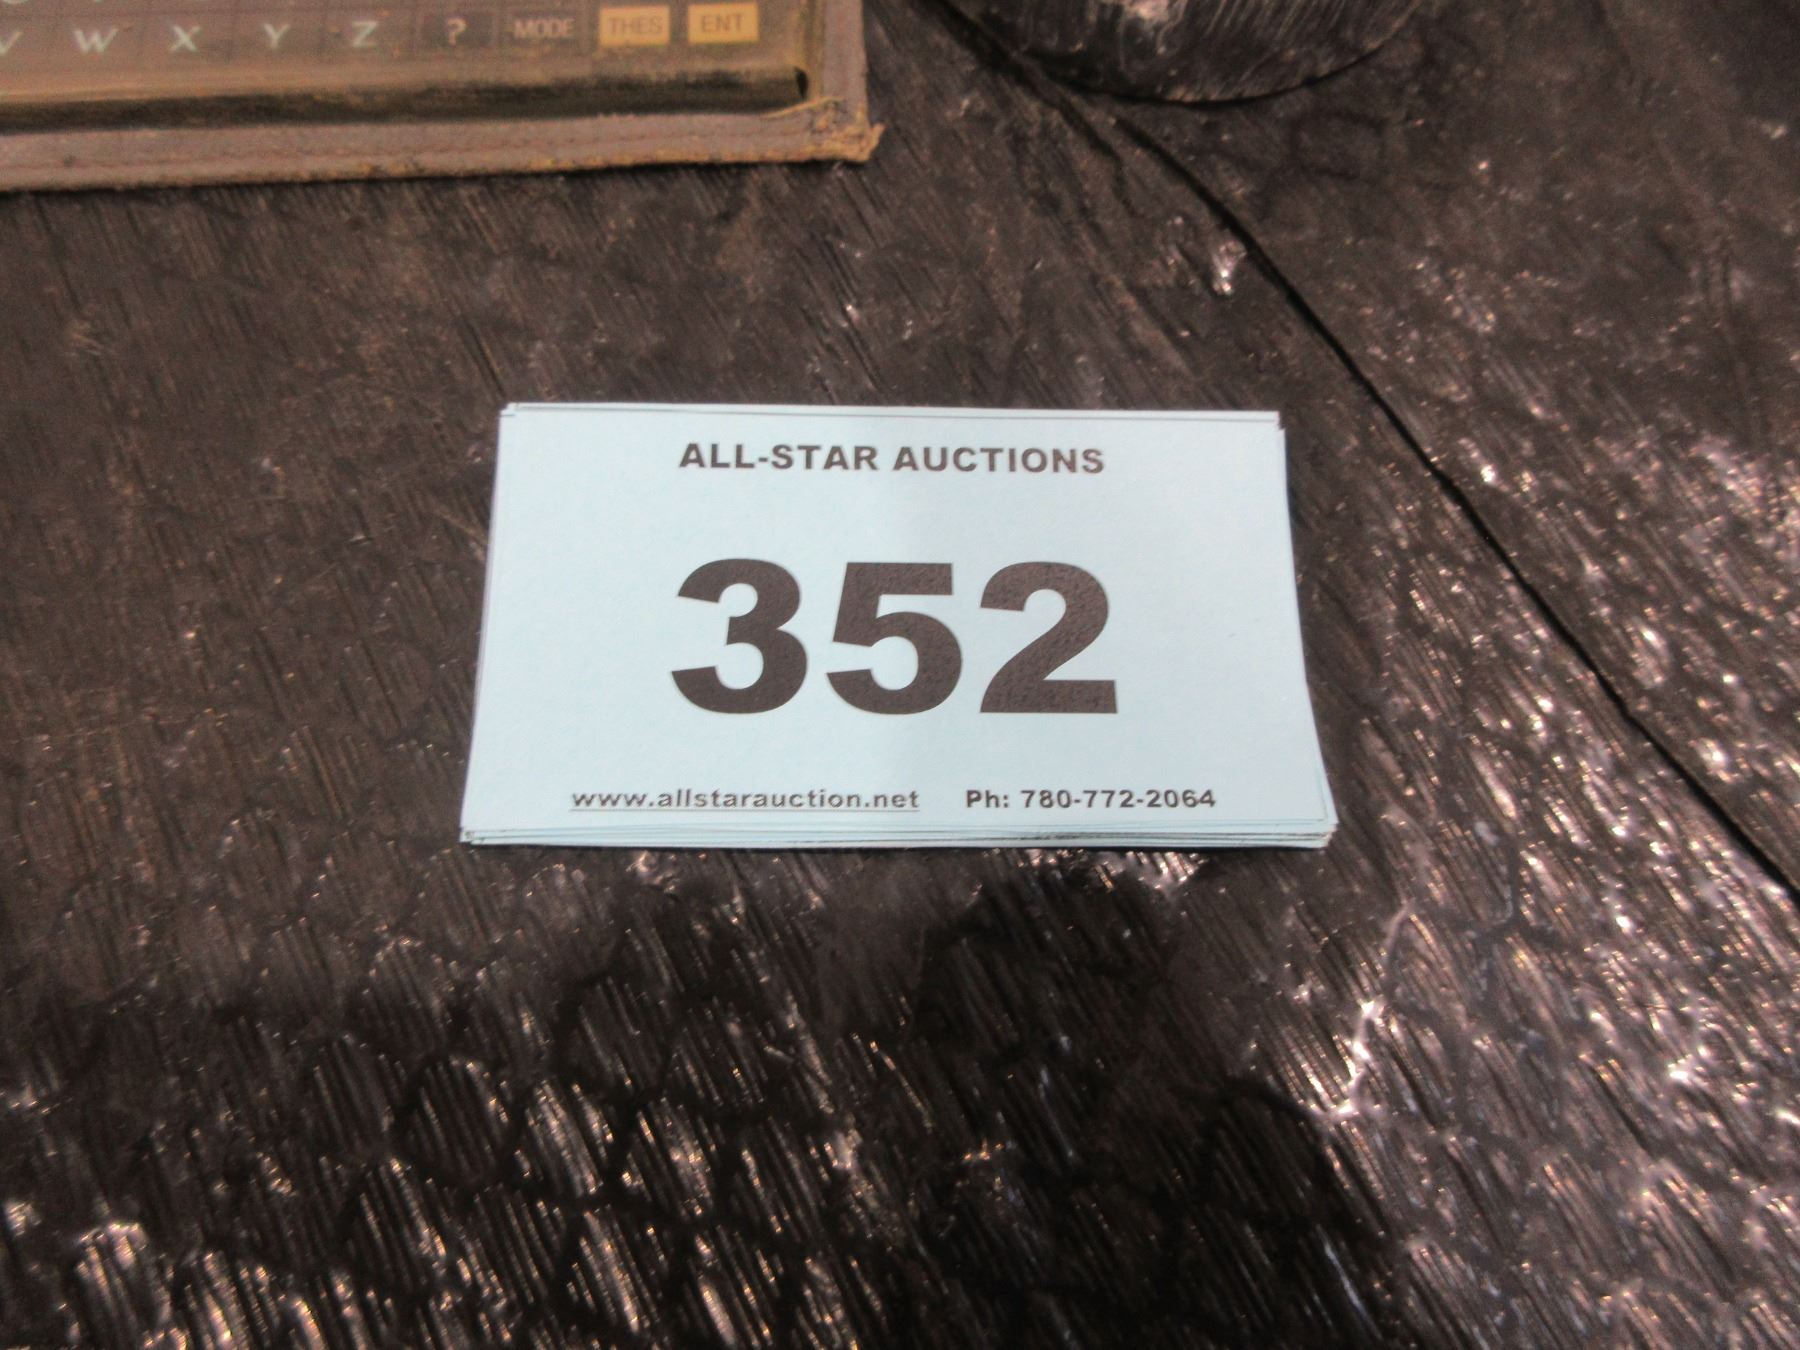 W X Y Z ? MODE THES ENT
ALL-STAR AUCTIONS
352
www.allstarauction.net Ph: 780-772-2064